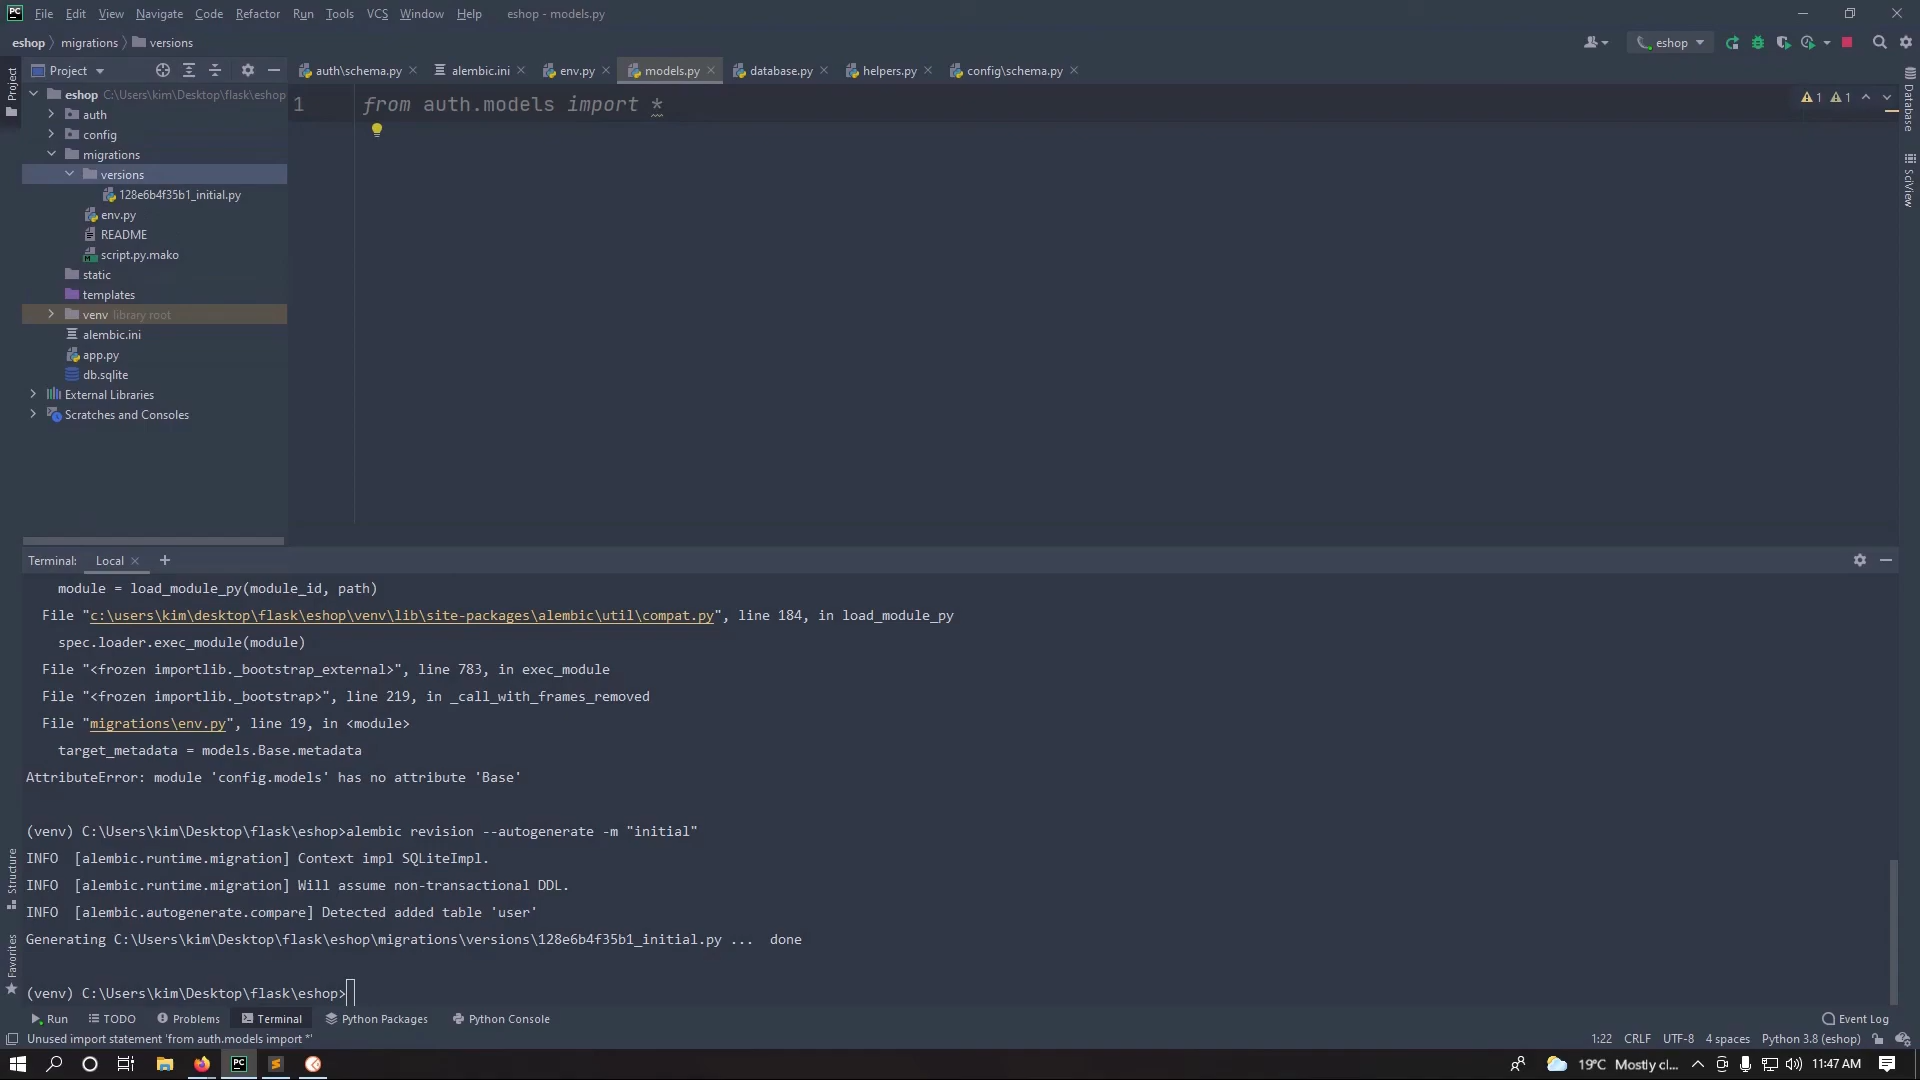 PC File Edit View Navigate Code Refactor Run Tools VCS Window Help eshop - models.py
eshop migrations versions eshop
Project auth\schema.py alembic.ini env.py models.py database.py helpers.py config\schema.py
Project
Database
SciView
eshop C:\Users\kim\Desktop\flask\eshop
auth
config
migrations
versions
128e6b4f35b1_initial.py
env.py
README
script.py.mako
static
templates
venv library root
alembic.ini
app.py
db.sqlite
External Libraries
Scratches and Consoles
1 from auth.models import *
1 1
Terminal: Local +
module = load_module_py(module_id, path)
File "c:\users\kim\desktop\flask\eshop\venv\lib\site-packages\alembic\util\compat.py", line 184, in load_module_py
spec.loader.exec_module(module)
File "<frozen importlib._bootstrap_external>", line 783, in exec_module
File "<frozen importlib._bootstrap>", line 219, in _call_with_frames_removed
File "migrations\env.py", line 19, in <module>
target_metadata = models.Base.metadata
AttributeError: module 'config.models' has no attribute 'Base'
(venv) C:\Users\kim\Desktop\flask\eshop>alembic revision --autogenerate -m "initial"
INFO [alembic.runtime.migration] Context impl SQLiteImpl.
INFO [alembic.runtime.migration] Will assume non-transactional DDL.
INFO [alembic.autogenerate.compare] Detected added table 'user'
Generating C:\Users\kim\Desktop\flask\eshop\migrations\versions\128e6b4f35b1_initial.py ... done
(venv) C:\Users\kim\Desktop\flask\eshop>
Structure
Favorites
Run TODO Problems Terminal Python Packages Python Console Event Log
Unused import statement 'from auth.models import *' 1:22 CRLF UTF-8 4 spaces Python 3.8 (eshop)
PC 19°C Mostly cl... 11:47 AM